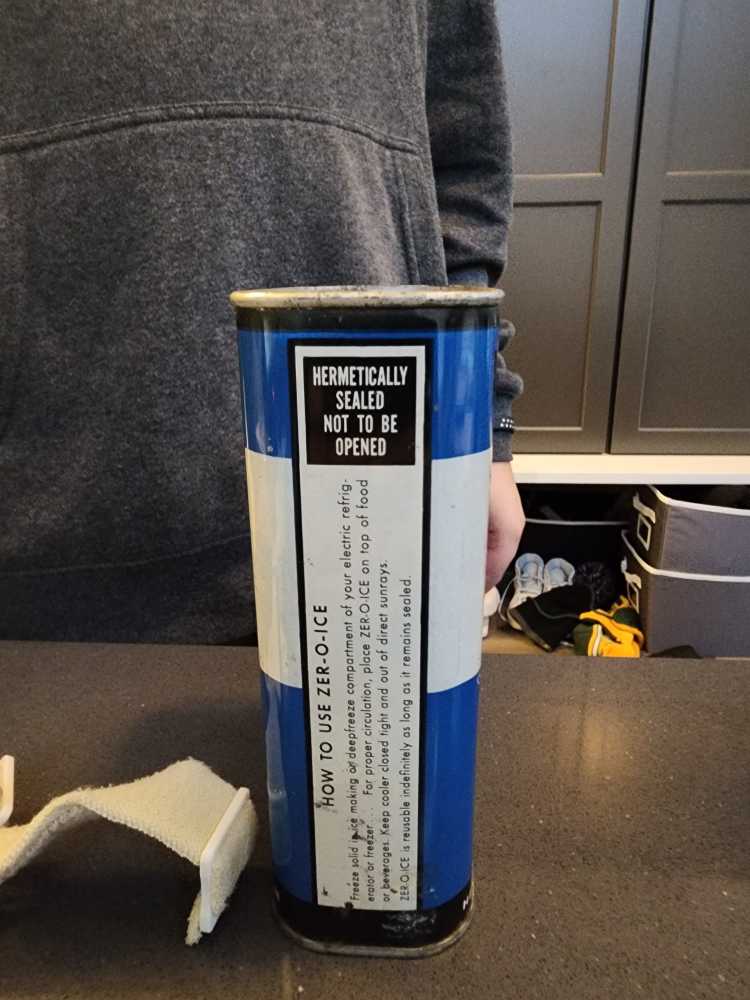 HERMETICALLY
SEALED
NOT TO BE
OPENED
HOW TO USE ZER-O-ICE
Freeze solid in ice making or deepfreeze compartment of your electric refrig-
erator or freezer... For proper circulation, place ZER-O-ICE on top of food
or beverages. Keep cooler closed tight and out of direct sunrays.
ZER-O-ICE is reusable indefinitely as long as it remains sealed.